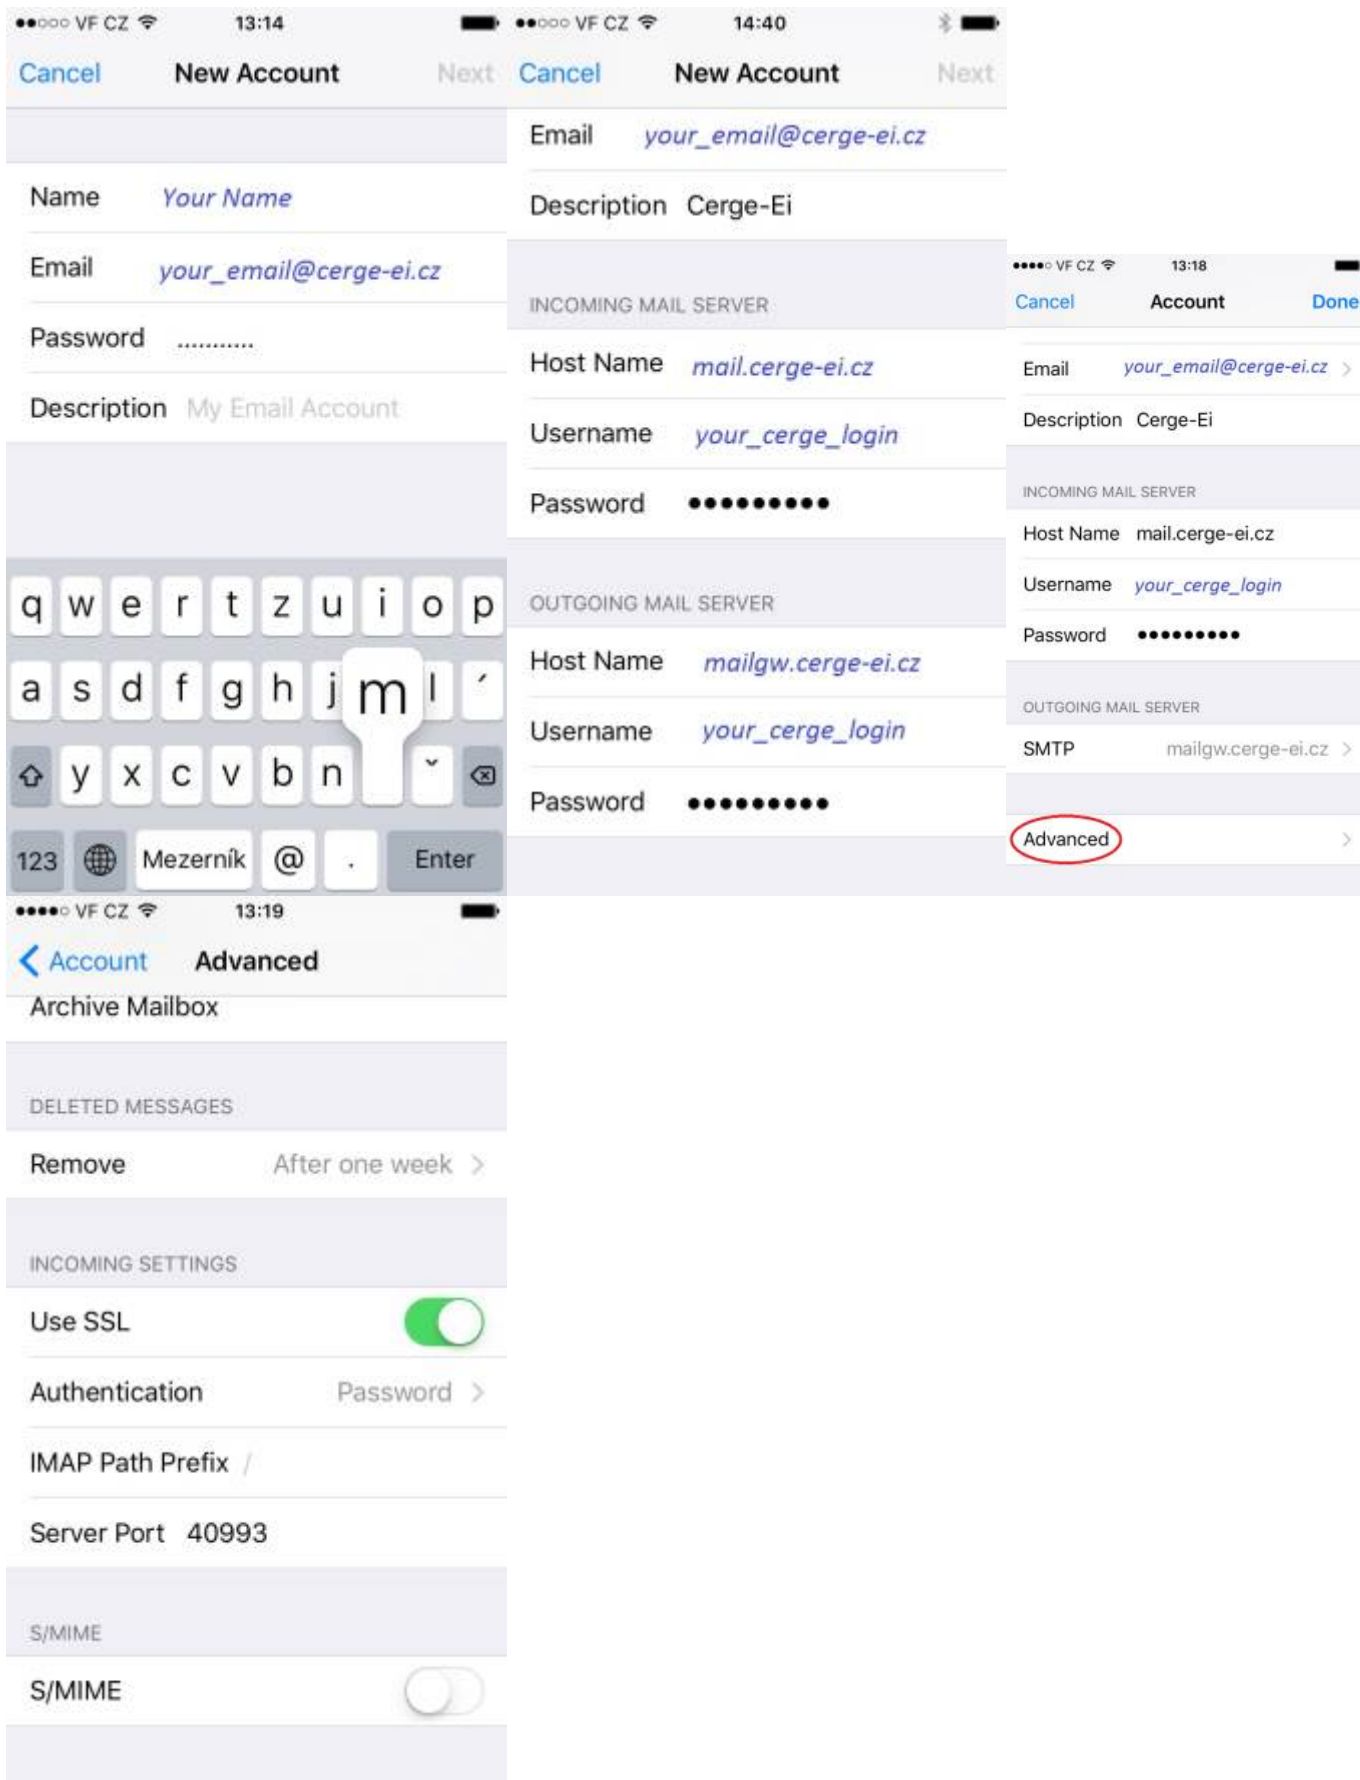 VF CZ 13:14
Cancel New Account Next
Name Your Name
Email your_email@cerge-ei.cz
Password ...........
Description My Email Account
q w e r t z u i o p
a s d f g h j m l ´
y x c v b n ˇ
123 Mezerník @ . Enter
VF CZ 14:40
Cancel New Account Next
Email your_email@cerge-ei.cz
Description Cerge-Ei
INCOMING MAIL SERVER
Host Name mail.cerge-ei.cz
Username your_cerge_login
Password •••••••••
OUTGOING MAIL SERVER
Host Name mailgw.cerge-ei.cz
Username your_cerge_login
Password •••••••••
VF CZ 13:18
Cancel Account Done
Email your_email@cerge-ei.cz >
Description Cerge-Ei
INCOMING MAIL SERVER
Host Name mail.cerge-ei.cz
Username your_cerge_login
Password •••••••••
OUTGOING MAIL SERVER
SMTP mailgw.cerge-ei.cz >
Advanced >
VF CZ 13:19
Account Advanced
Archive Mailbox
DELETED MESSAGES
Remove After one week >
INCOMING SETTINGS
Use SSL
Authentication Password >
IMAP Path Prefix /
Server Port 40993
S/MIME
S/MIME